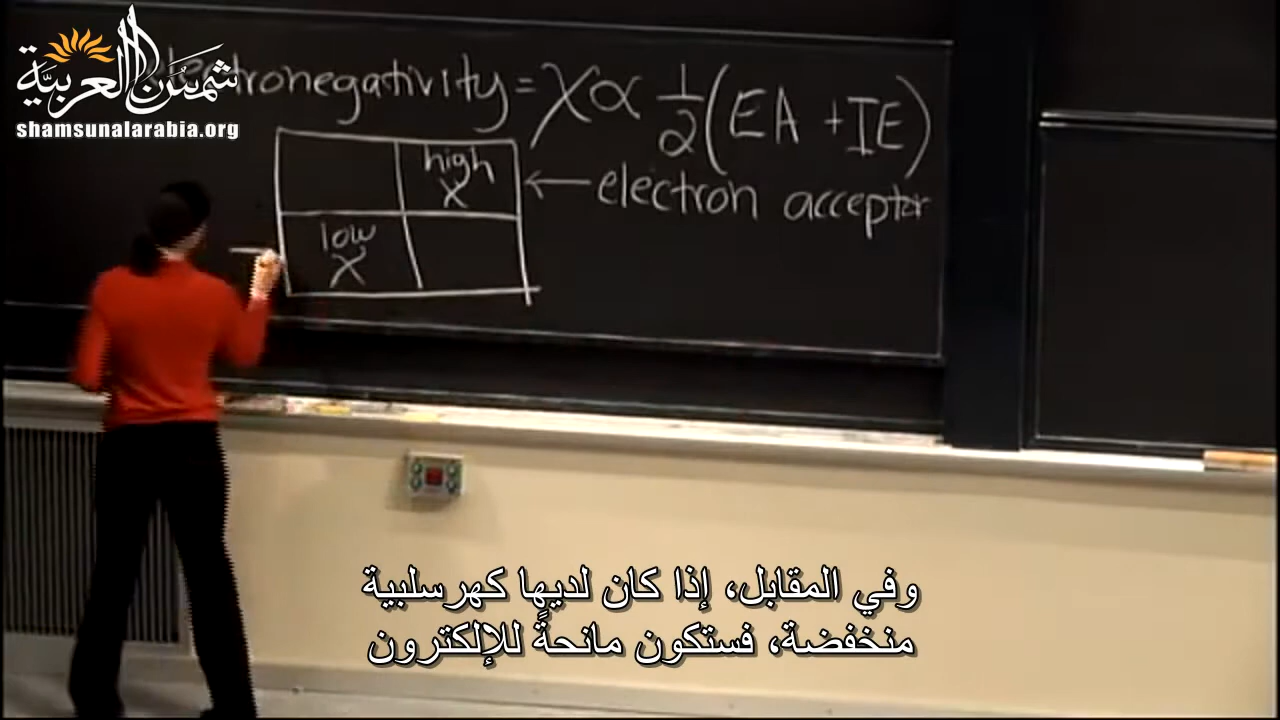 شمس العربية
shamsunalarabia.org
electronegativity = χ ∝ 1/2 (EA + IE)
high
χ
← electron acceptor
low
χ
وفي المقابل، إذا كان لديها كهرسلبية
منخفضة، فستكون مانحةً للإلكترون